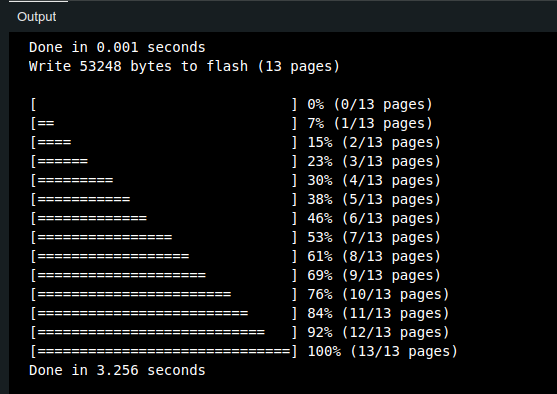 Output
Done in 0.001 seconds
Write 53248 bytes to flash (13 pages)
[                              ] 0% (0/13 pages)
[==                            ] 7% (1/13 pages)
[====                          ] 15% (2/13 pages)
[======                        ] 23% (3/13 pages)
[=========                     ] 30% (4/13 pages)
[===========                   ] 38% (5/13 pages)
[=============                 ] 46% (6/13 pages)
[================              ] 53% (7/13 pages)
[==================            ] 61% (8/13 pages)
[====================          ] 69% (9/13 pages)
[=======================       ] 76% (10/13 pages)
[=========================     ] 84% (11/13 pages)
[===========================   ] 92% (12/13 pages)
[==============================] 100% (13/13 pages)
Done in 3.256 seconds